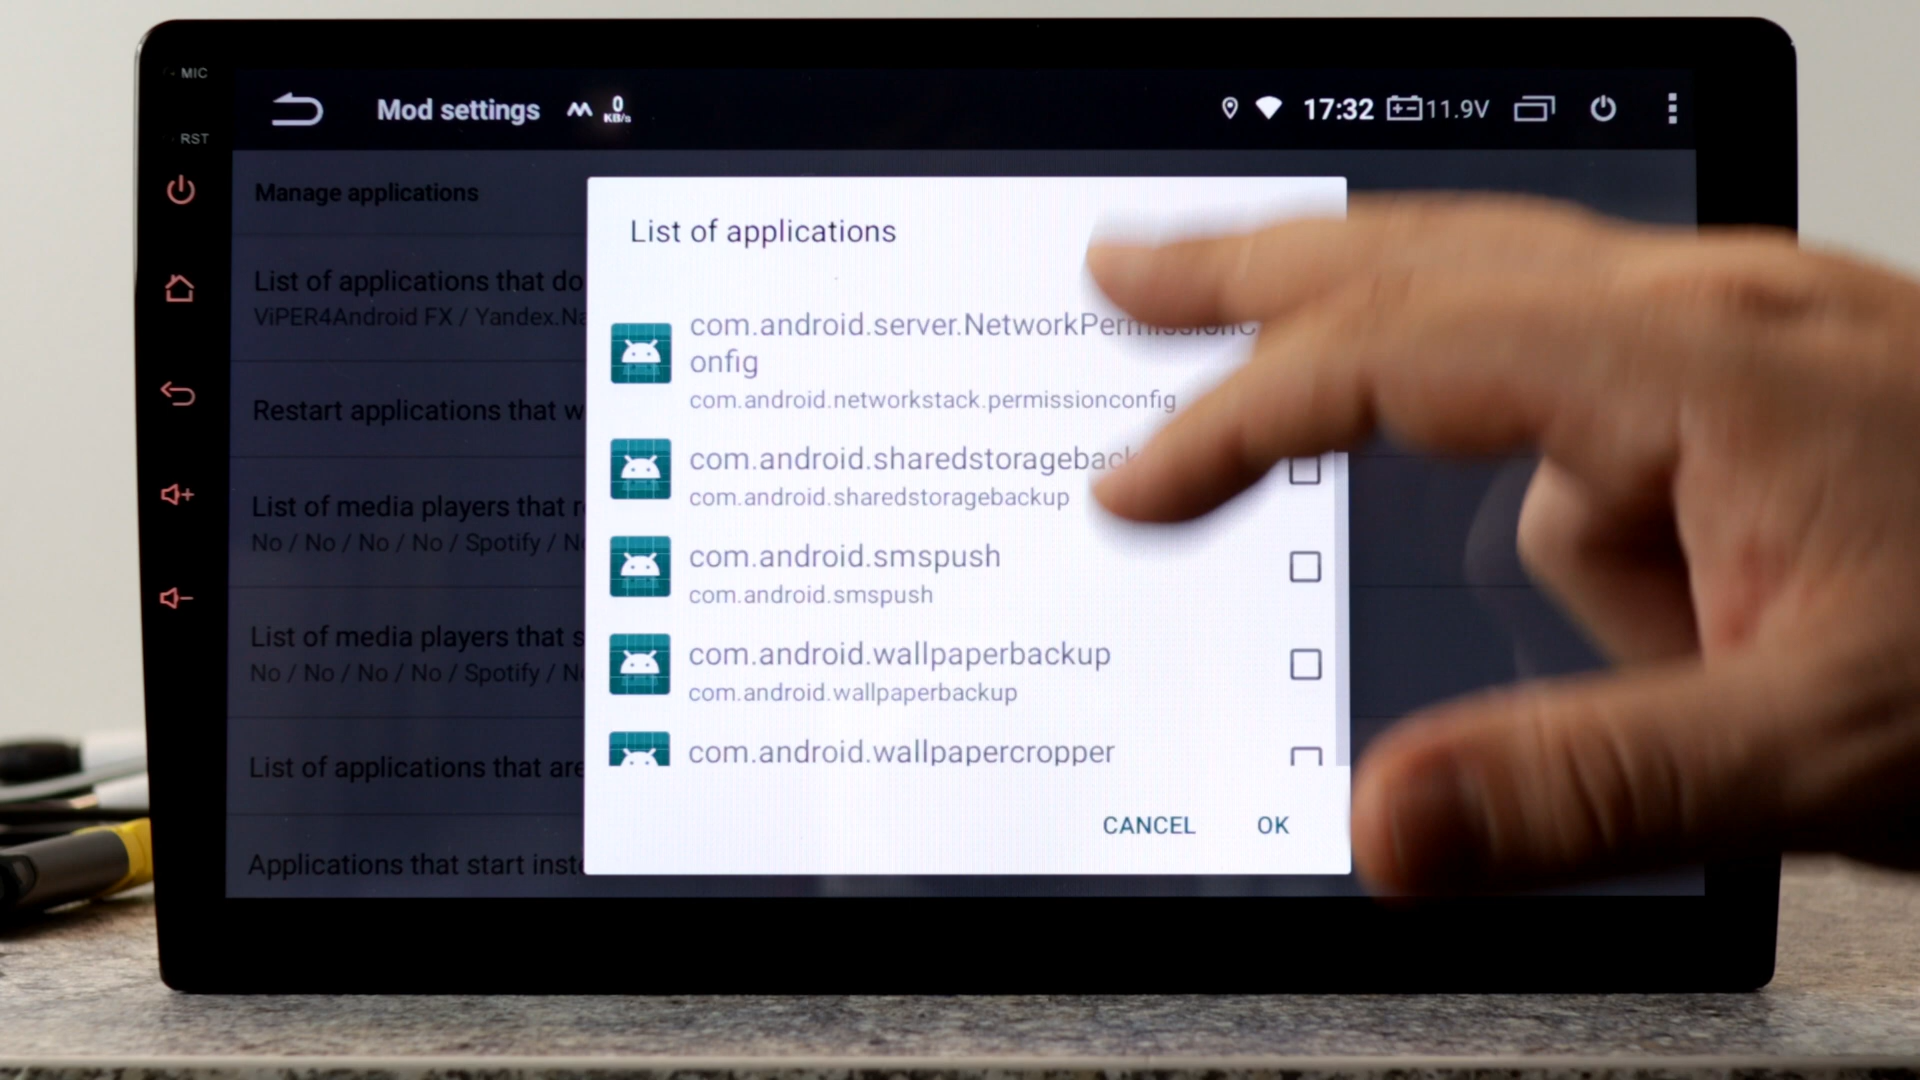 MIC
RST
Mod settings
0
KB/s
17:32
11.9V
Manage applications
List of applications that do
ViPER4Android FX / Yandex.Na
Restart applications that w
List of media players that r
No / No / No / No / Spotify / N
List of media players that s
No / No / No / No / Spotify / N
List of applications that are
Applications that start inst
List of applications
com.android.server.NetworkPermissionC
onfig
com.android.networkstack.permissionconfig
com.android.sharedstorageback
com.android.sharedstoragebackup
com.android.smspush
com.android.smspush
com.android.wallpaperbackup
com.android.wallpaperbackup
com.android.wallpapercropper
CANCEL
OK